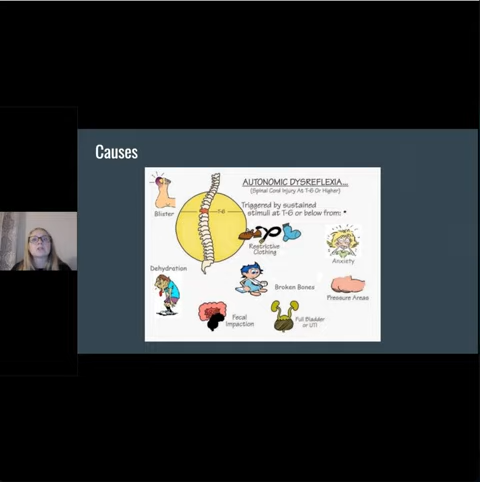 Causes
AUTONOMIC DYSREFLEXIA...
(Spinal Cord Injury At T-6 Or Higher)
Triggered by sustained
stimuli at T-6 or below from: *
Blister
T-6
Restrictive
Clothing
Anxiety
Dehydration
Broken Bones
Pressure Areas
Fecal
Impaction
Full Bladder
or UTI